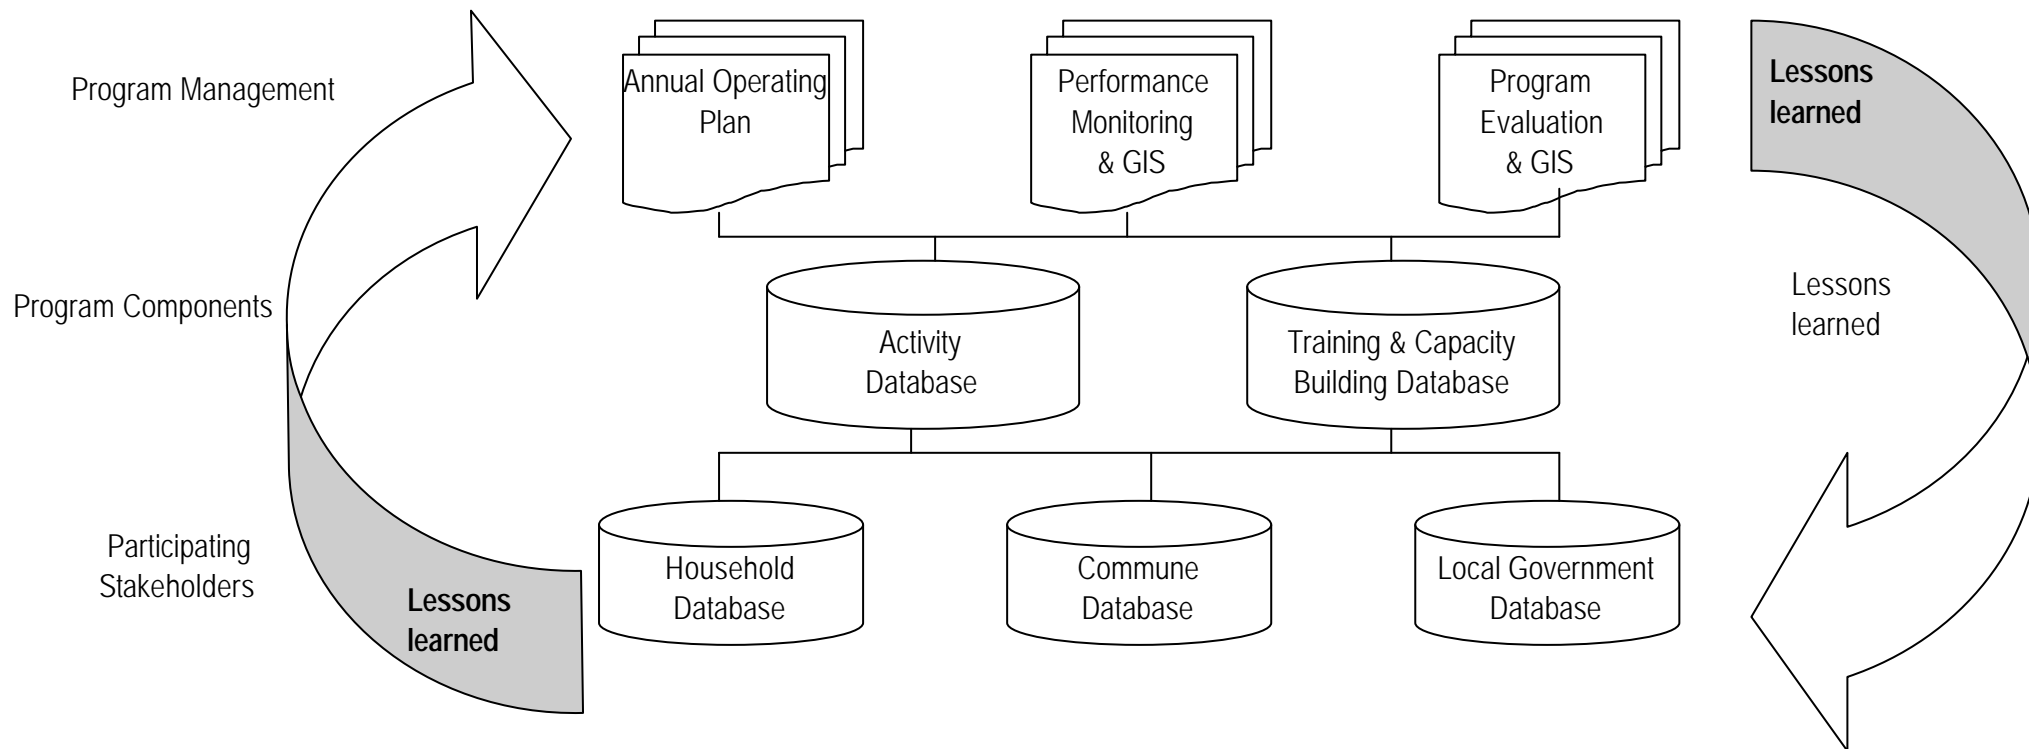 Program Management
Annual Operating
Plan
Performance
Monitoring
& GIS
Program
Evaluation
& GIS
Lessons
learned
Program Components
Activity
Database
Training & Capacity
Building Database
Lessons
learned
Participating
Stakeholders
Lessons
learned
Household
Database
Commune
Database
Local Government
Database